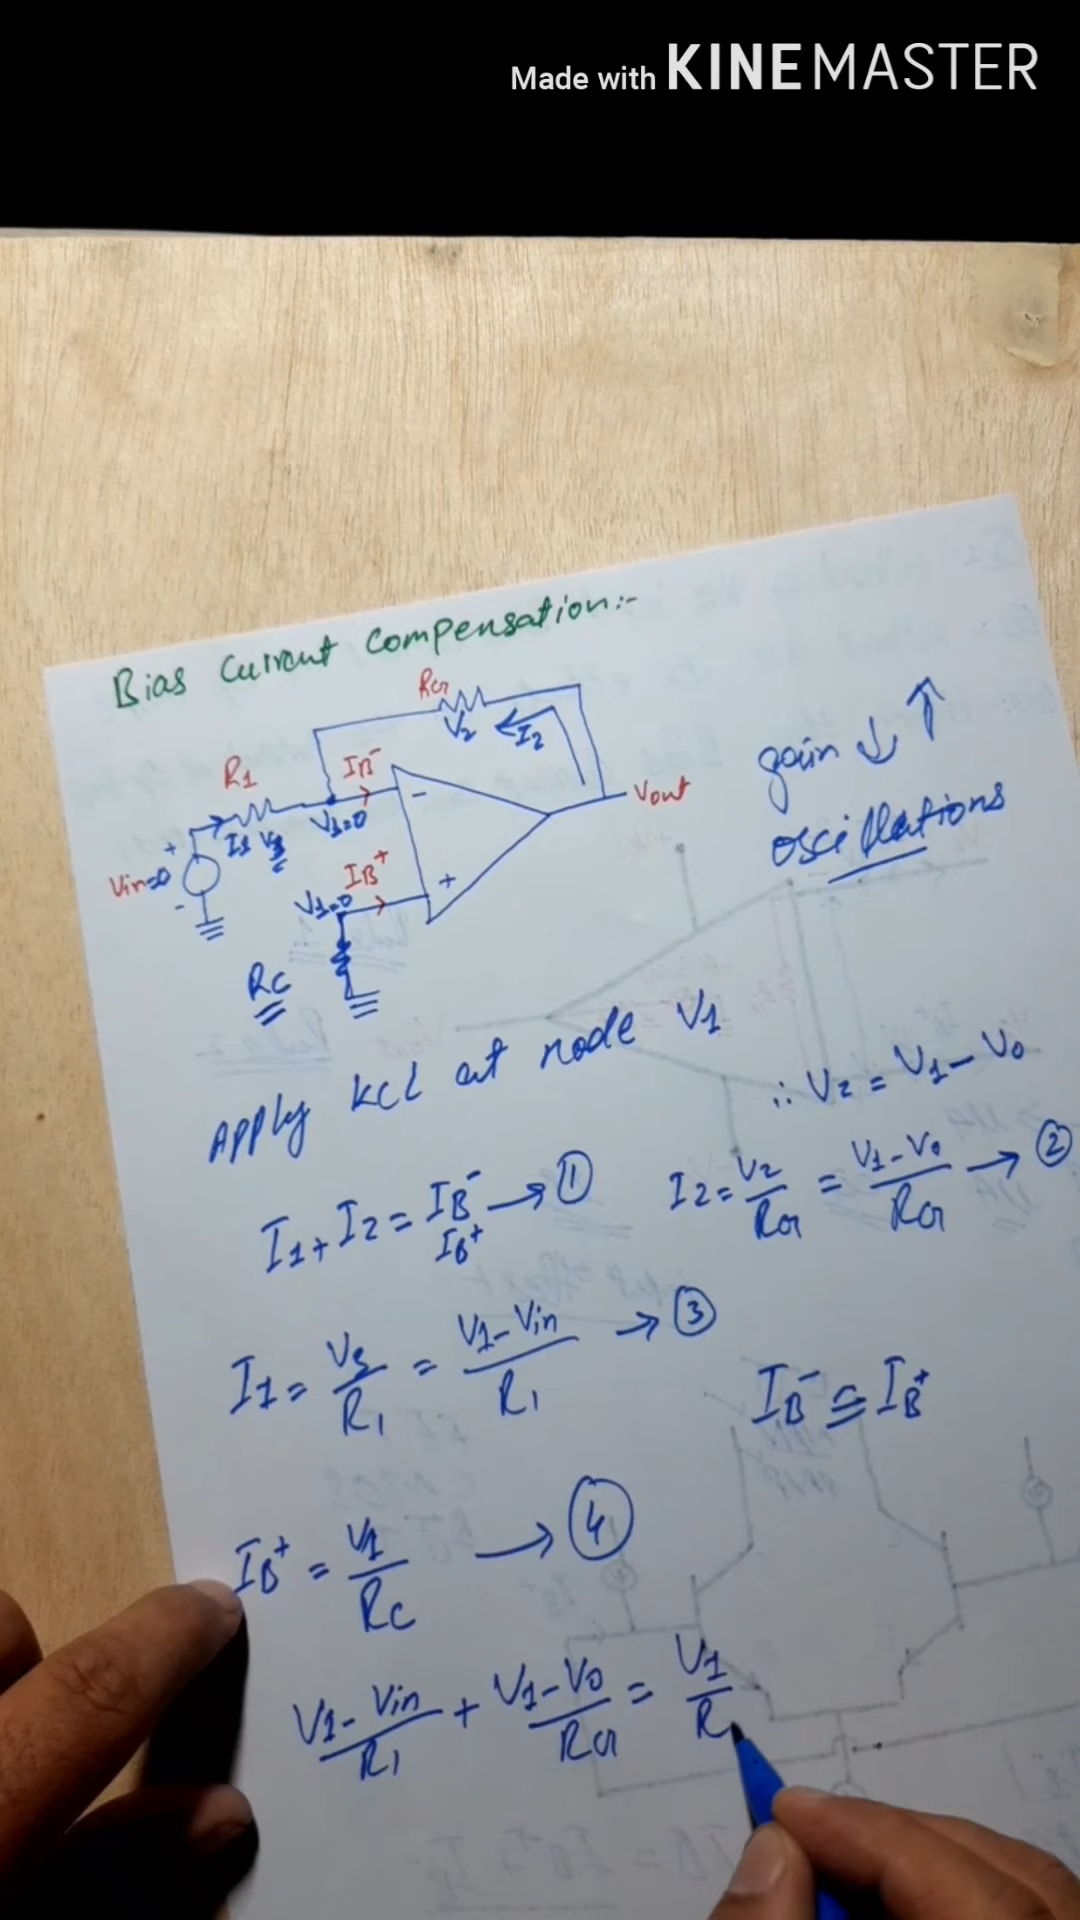 Made with KINEMASTER
Bias Current Compensation:-
RG
V2 I2
R1 IB⁻
I1 V3 V1=0 - Vout
Vin=0 + -
IB⁺
V1=0 +
RC
gain ↓ ↑
oscillations
Apply KCL at node V1
∴ V2 = V1 - V0
I1 + I2 = IB⁻ → ①
IB⁺
I2 = V2/RG = (V1 - V0)/RG → ②
I1 = V3/R1 = (V1 - Vin)/R1 → ③
IB⁻ ≅ IB⁺
IB⁺ = V1/RC → ④
(V1 - Vin)/R1 + (V1 - V0)/RG = V1/R